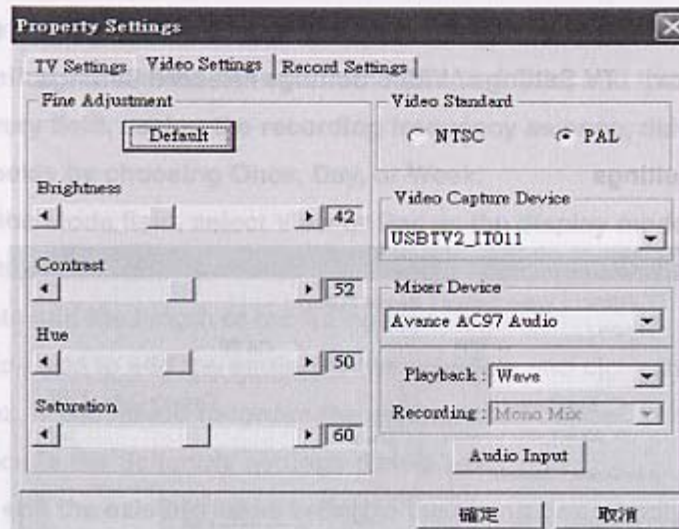 Property Settings
TV Settings
Video Settings
Record Settings
Fine Adjustment
Default
Brightness
42
Contrast
52
Hue
50
Saturation
60
Video Standard
NTSC
PAL
Video Capture Device
USBTV2_IT011
Mixer Device
Avance AC97 Audio
Playback : Wave
Recording : Mono Mix
Audio Input
確定
取消